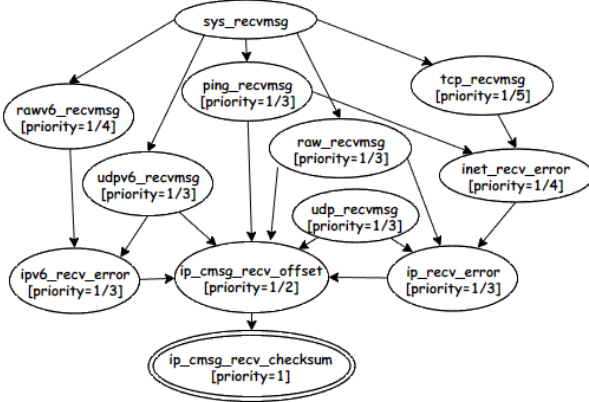 sys_recvmsg
ping_recvmsg
[priority=1/3]
tcp_recvmsg
[priority=1/5]
rawv6_recvmsg
[priority=1/4]
raw_recvmsg
[priority=1/3]
udpv6_recvmsg
[priority=1/3]
inet_recv_error
[priority=1/4]
udp_recvmsg
[priority=1/3]
ipv6_recv_error
[priority=1/3]
ip_cmsg_recv_offset
[priority=1/2]
ip_recv_error
[priority=1/3]
ip_cmsg_recv_checksum
[priority=1]